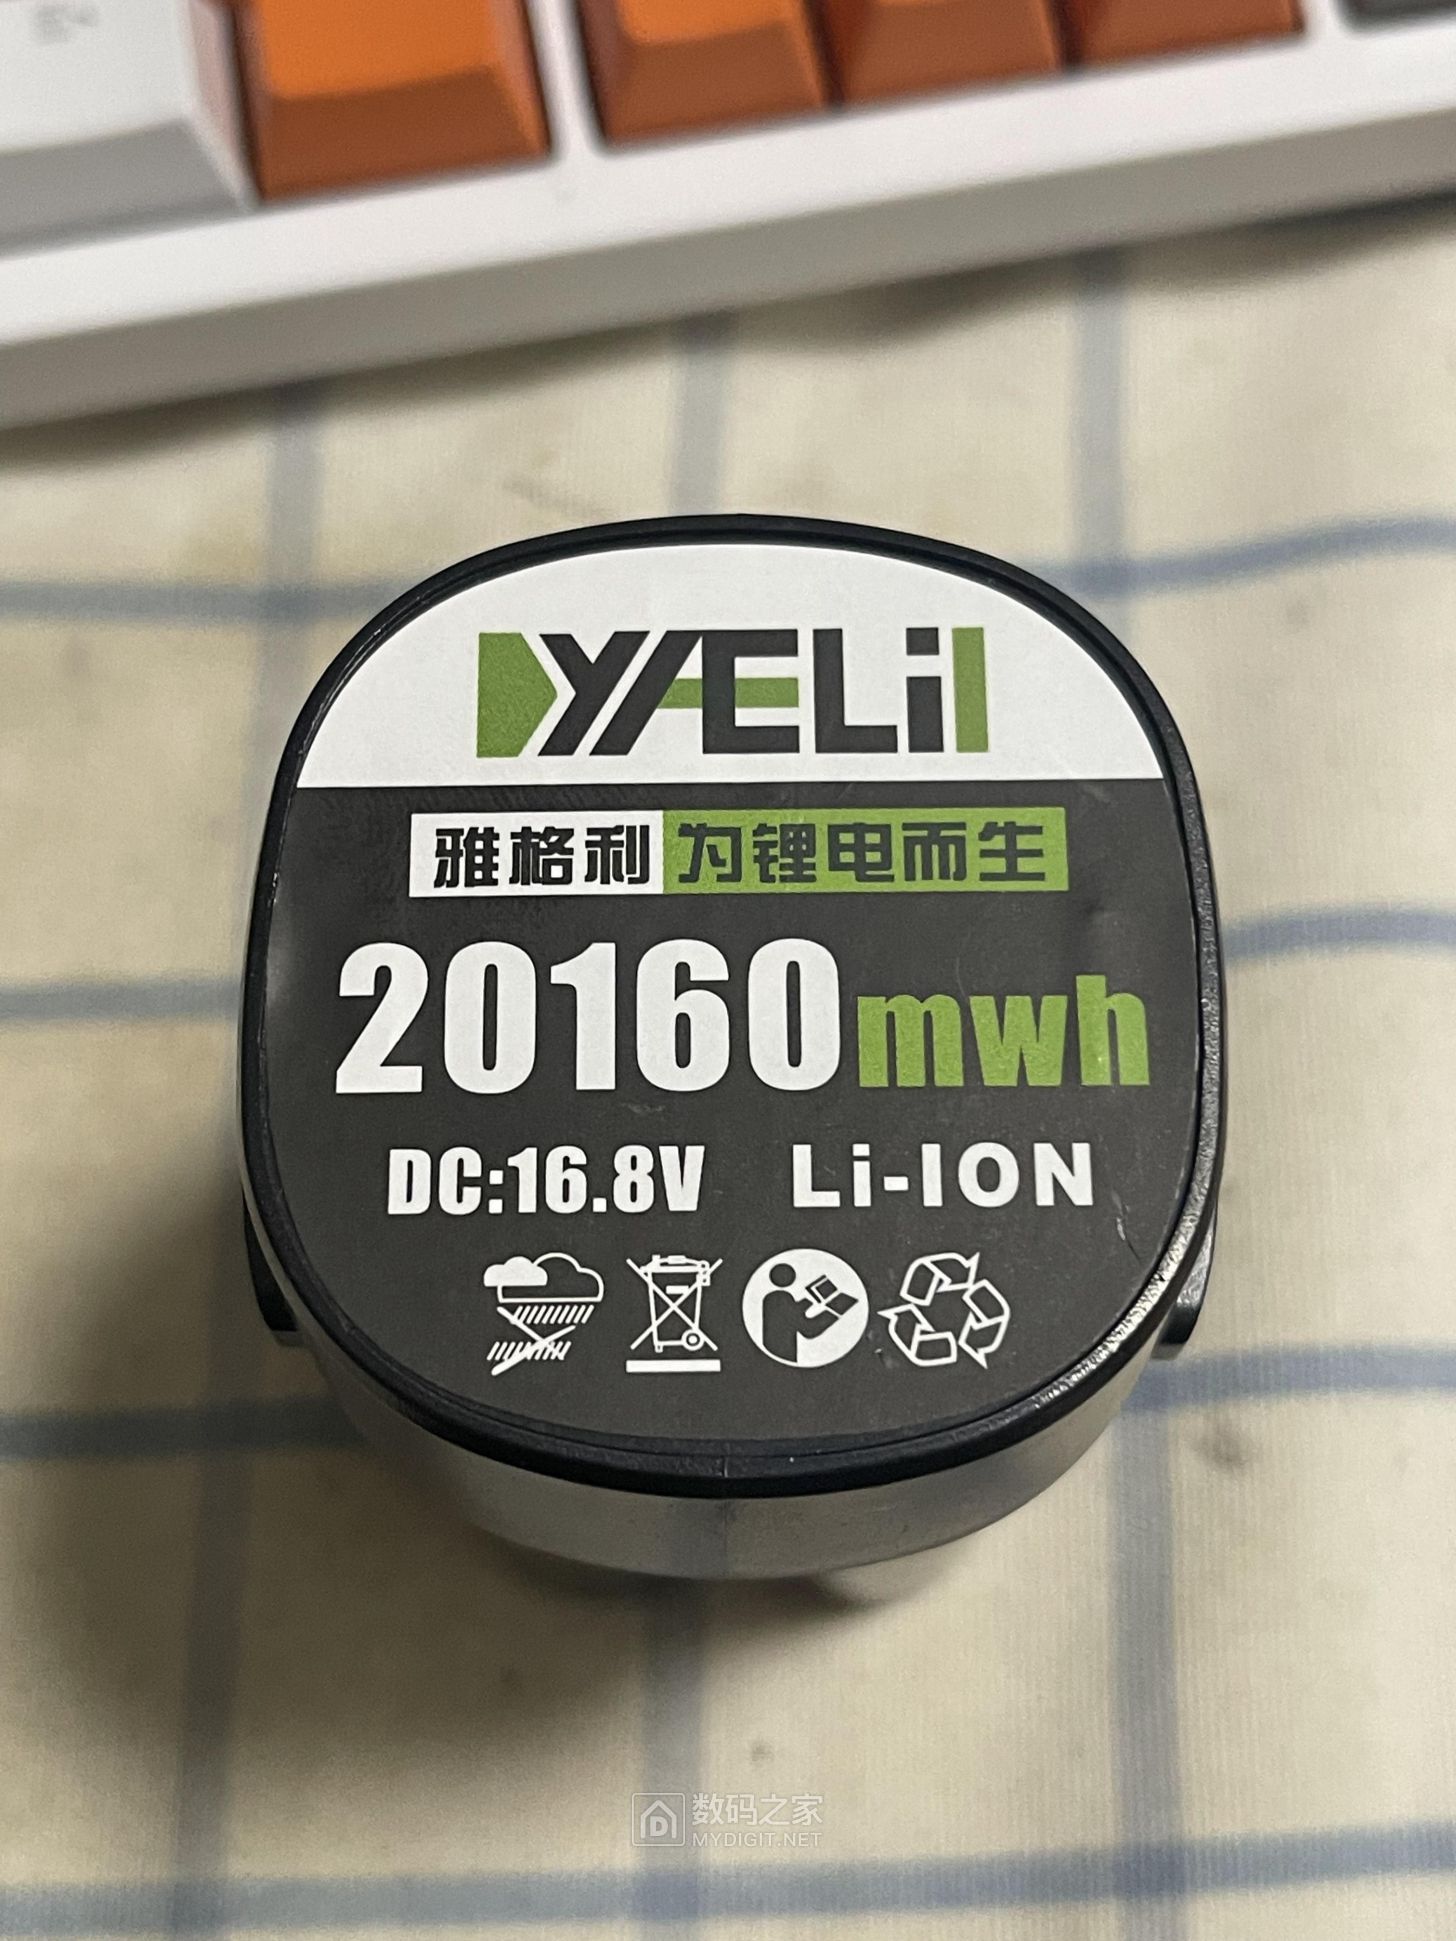 YAELi
雅格利 为锂电而生
20160mwh
DC:16.8V Li-ION
数码之家
MYDIGIT.NET